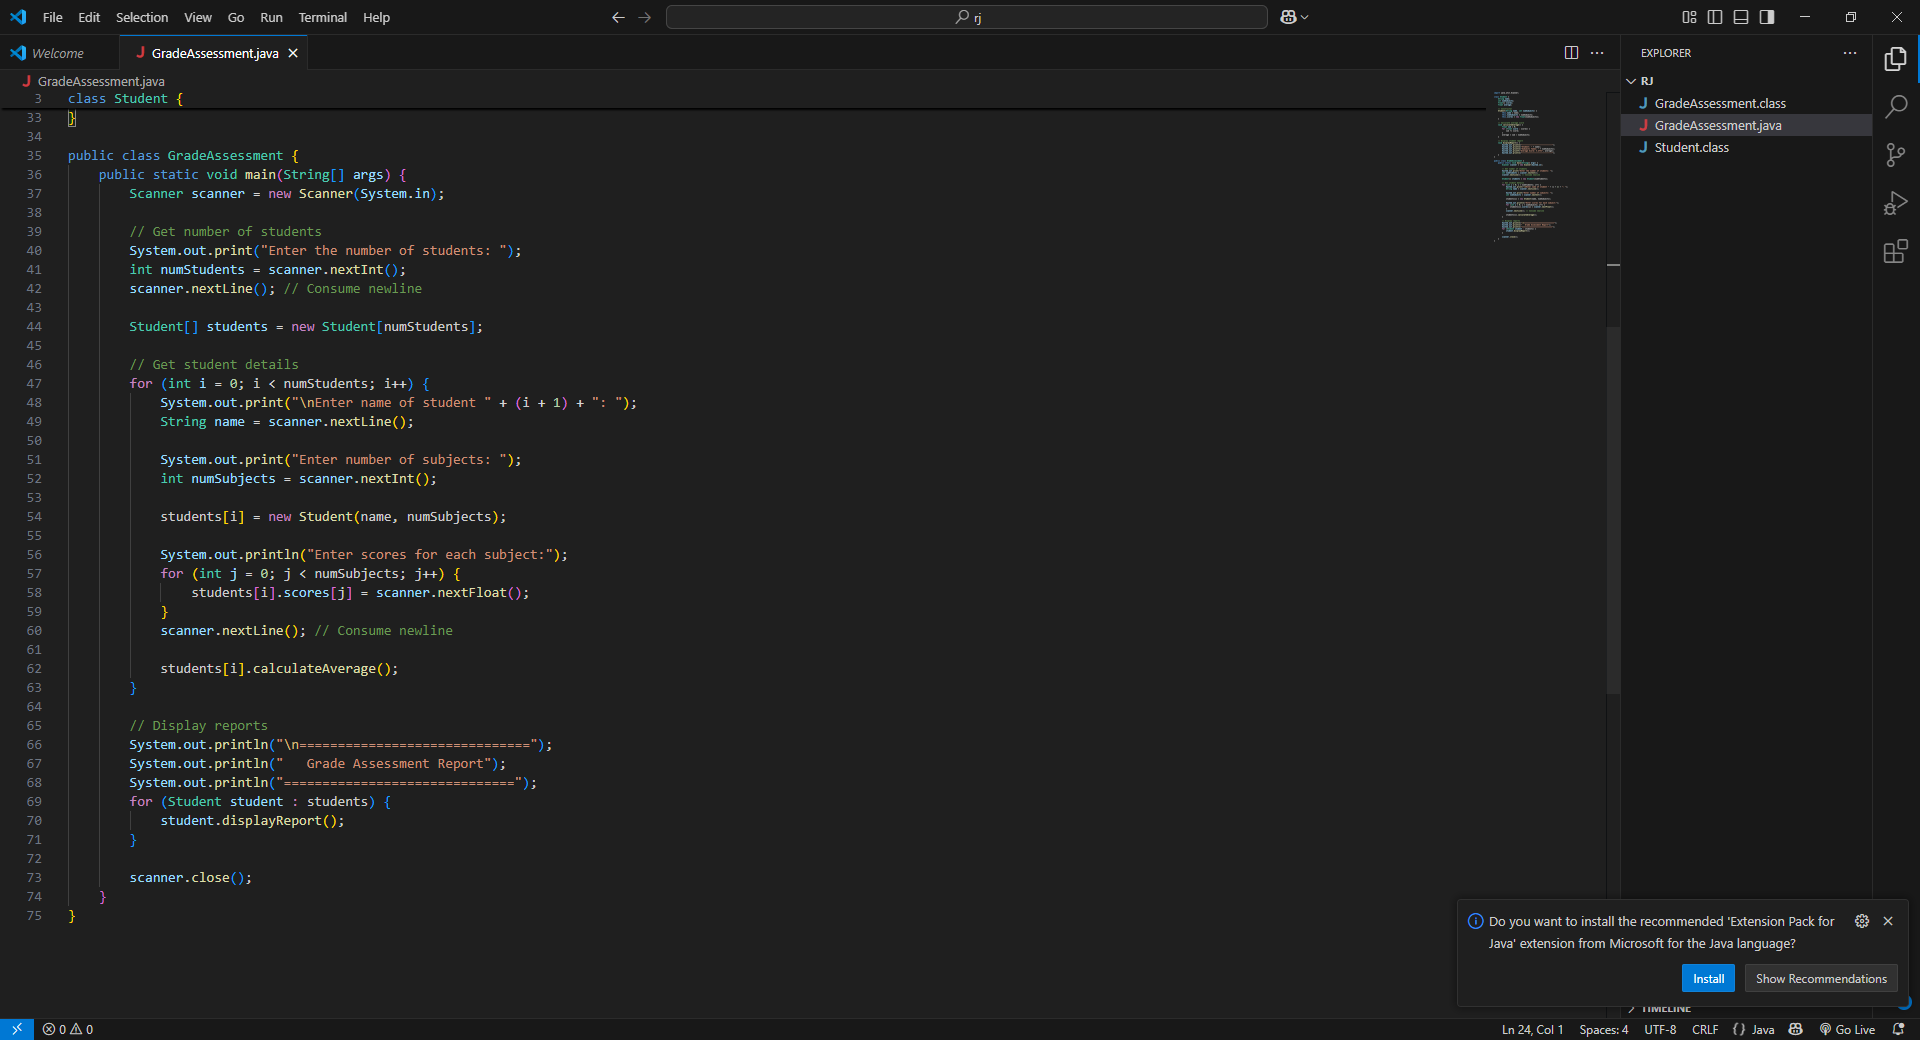 File Edit Selection View Go Run Terminal Help
rj
Welcome
GradeAssessment.java
GradeAssessment.java
3 class Student {
33 }
34
35 public class GradeAssessment {
36 public static void main(String[] args) {
37 Scanner scanner = new Scanner(System.in);
38
39 // Get number of students
40 System.out.print("Enter the number of students: ");
41 int numStudents = scanner.nextInt();
42 scanner.nextLine(); // Consume newline
43
44 Student[] students = new Student[numStudents];
45
46 // Get student details
47 for (int i = 0; i < numStudents; i++) {
48 System.out.print("\nEnter name of student " + (i + 1) + ": ");
49 String name = scanner.nextLine();
50
51 System.out.print("Enter number of subjects: ");
52 int numSubjects = scanner.nextInt();
53
54 students[i] = new Student(name, numSubjects);
55
56 System.out.println("Enter scores for each subject:");
57 for (int j = 0; j < numSubjects; j++) {
58 students[i].scores[j] = scanner.nextFloat();
59 }
60 scanner.nextLine(); // Consume newline
61
62 students[i].calculateAverage();
63 }
64
65 // Display reports
66 System.out.println("\n==============================");
67 System.out.println("   Grade Assessment Report");
68 System.out.println("==============================");
69 for (Student student : students) {
70 student.displayReport();
71 }
72
73 scanner.close();
74 }
75 }
EXPLORER
RJ
GradeAssessment.class
GradeAssessment.java
Student.class
Do you want to install the recommended 'Extension Pack for
Java' extension from Microsoft for the Java language?
Install Show Recommendations
TIMELINE
0 0 Ln 24, Col 1 Spaces: 4 UTF-8 CRLF {} Java Go Live